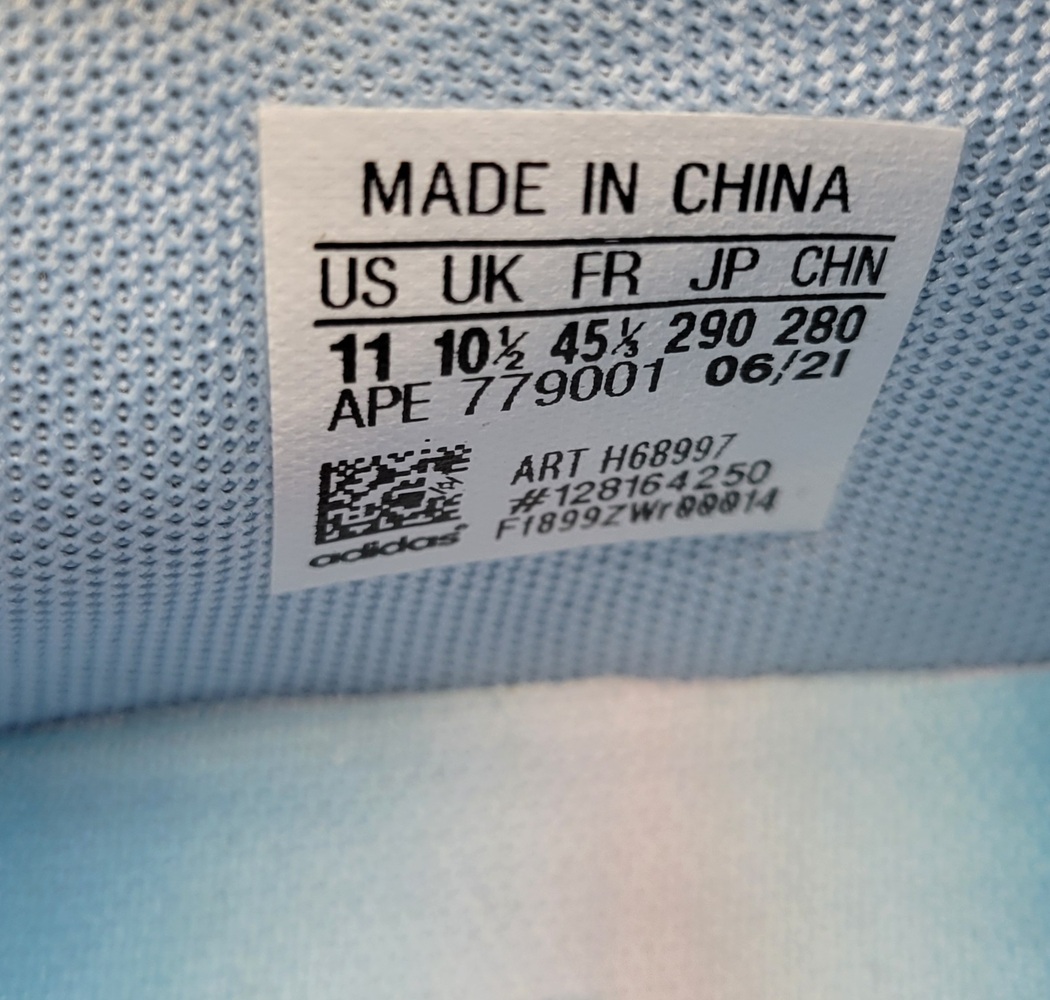 MADE IN CHINA
US UK FR JP CHN
11 10½ 45⅓ 290 280
APE 779001 06/21
ART H68997
#128164250
F1899ZWr00014
adidas